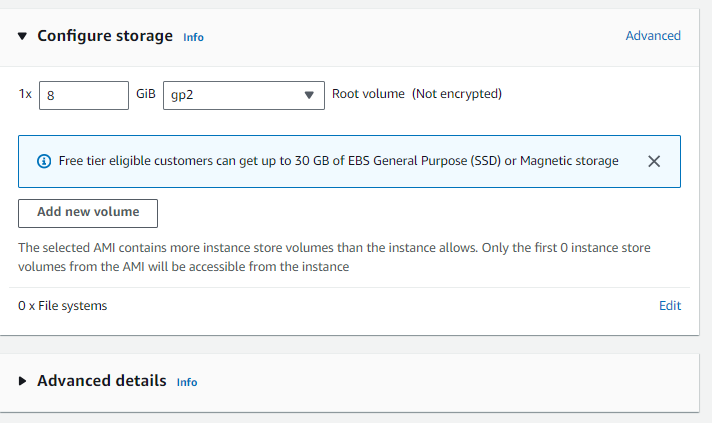 Configure storage Info Advanced
1x 8 GiB gp2 Root volume (Not encrypted)
Free tier eligible customers can get up to 30 GB of EBS General Purpose (SSD) or Magnetic storage
Add new volume
The selected AMI contains more instance store volumes than the instance allows. Only the first 0 instance store
volumes from the AMI will be accessible from the instance
0 x File systems Edit
Advanced details Info